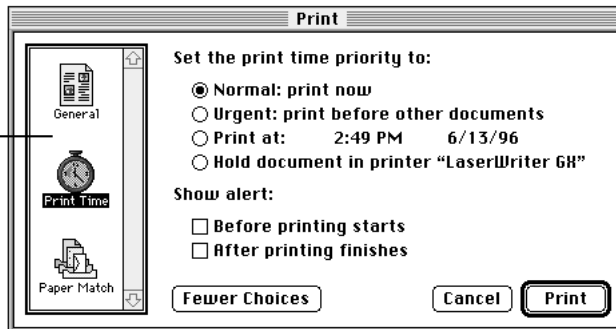 Print
General
Print Time
Paper Match
Set the print time priority to:
Normal: print now
Urgent: print before other documents
Print at: 2:49 PM 6/13/96
Hold document in printer “LaserWriter GX”
Show alert:
Before printing starts
After printing finishes
Fewer Choices
Cancel
Print